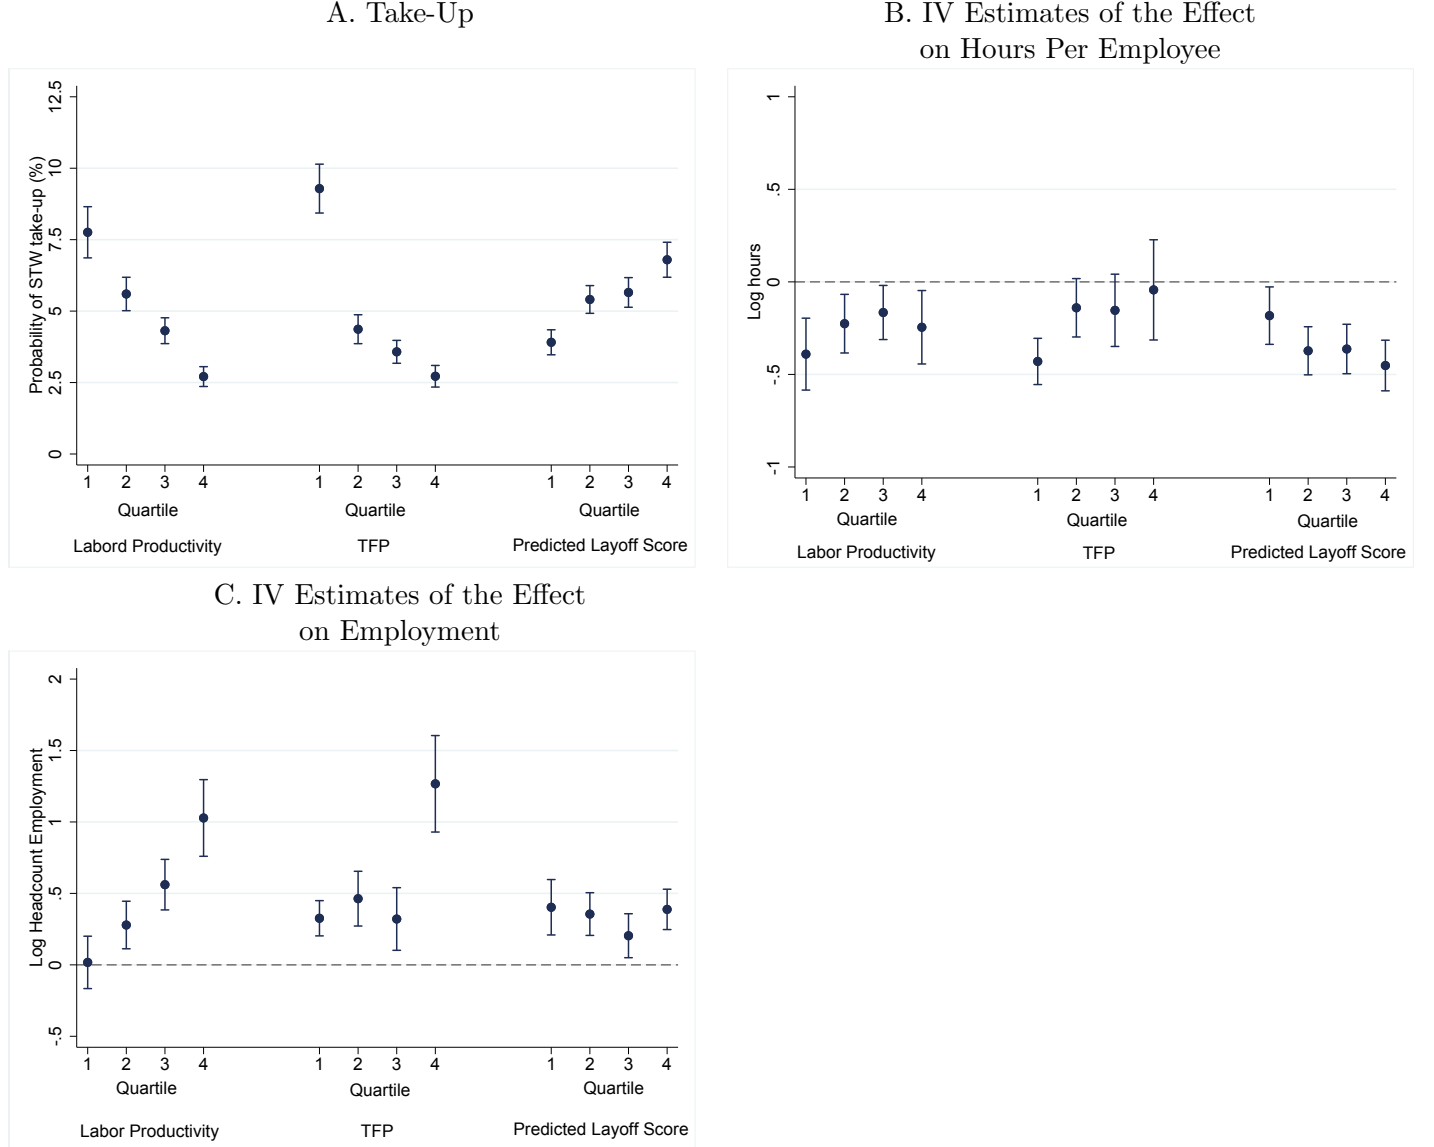 A. Take-Up
Probability of STW take-up (%)
12.5
10
7.5
5
2.5
0
1 2 3 4 1 2 3 4 1 2 3 4
Quartile Quartile Quartile
Labord Productivity TFP Predicted Layoff Score
B. IV Estimates of the Effect
on Hours Per Employee
Log hours
1
.5
0
-.5
-1
1 2 3 4 1 2 3 4 1 2 3 4
Quartile Quartile Quartile
Labor Productivity TFP Predicted Layoff Score
C. IV Estimates of the Effect
on Employment
Log Headcount Employment
2
1.5
1
.5
0
-.5
1 2 3 4 1 2 3 4 1 2 3 4
Quartile Quartile Quartile
Labor Productivity TFP Predicted Layoff Score